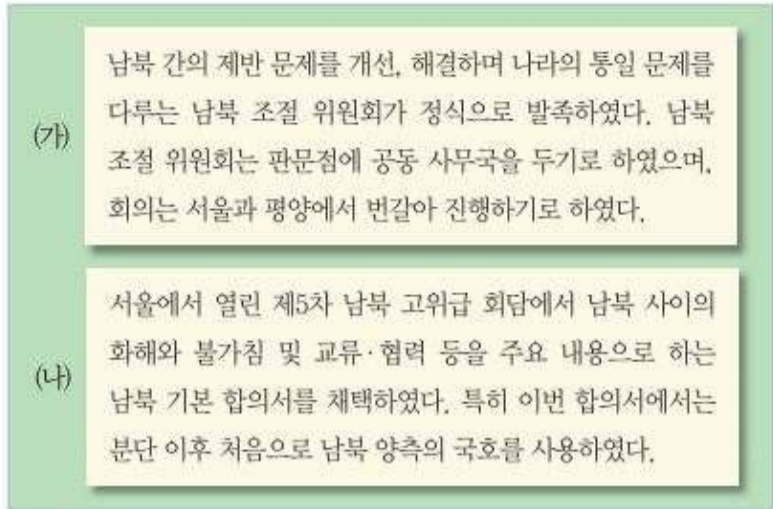 (가)
남북 간의 제반 문제를 개선, 해결하며 나라의 통일 문제를
다루는 남북 조절 위원회가 정식으로 발족하였다. 남북
조절 위원회는 판문점에 공동 사무국을 두기로 하였으며,
회의는 서울과 평양에서 번갈아 진행하기로 하였다.
(나)
서울에서 열린 제5차 남북 고위급 회담에서 남북 사이의
화해와 불가침 및 교류·협력 등을 주요 내용으로 하는
남북 기본 합의서를 채택하였다. 특히 이번 합의서에서는
분단 이후 처음으로 남북 양측의 국호를 사용하였다.